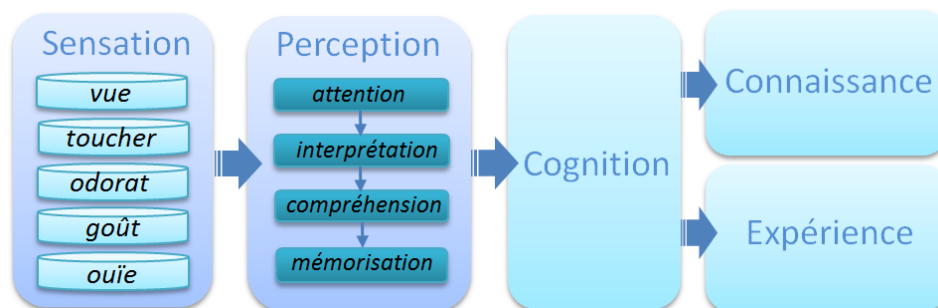 Sensation
vue
toucher
odorat
goût
ouïe
Perception
attention
interprétation
compréhension
mémorisation
Cognition
Connaissance
Expérience